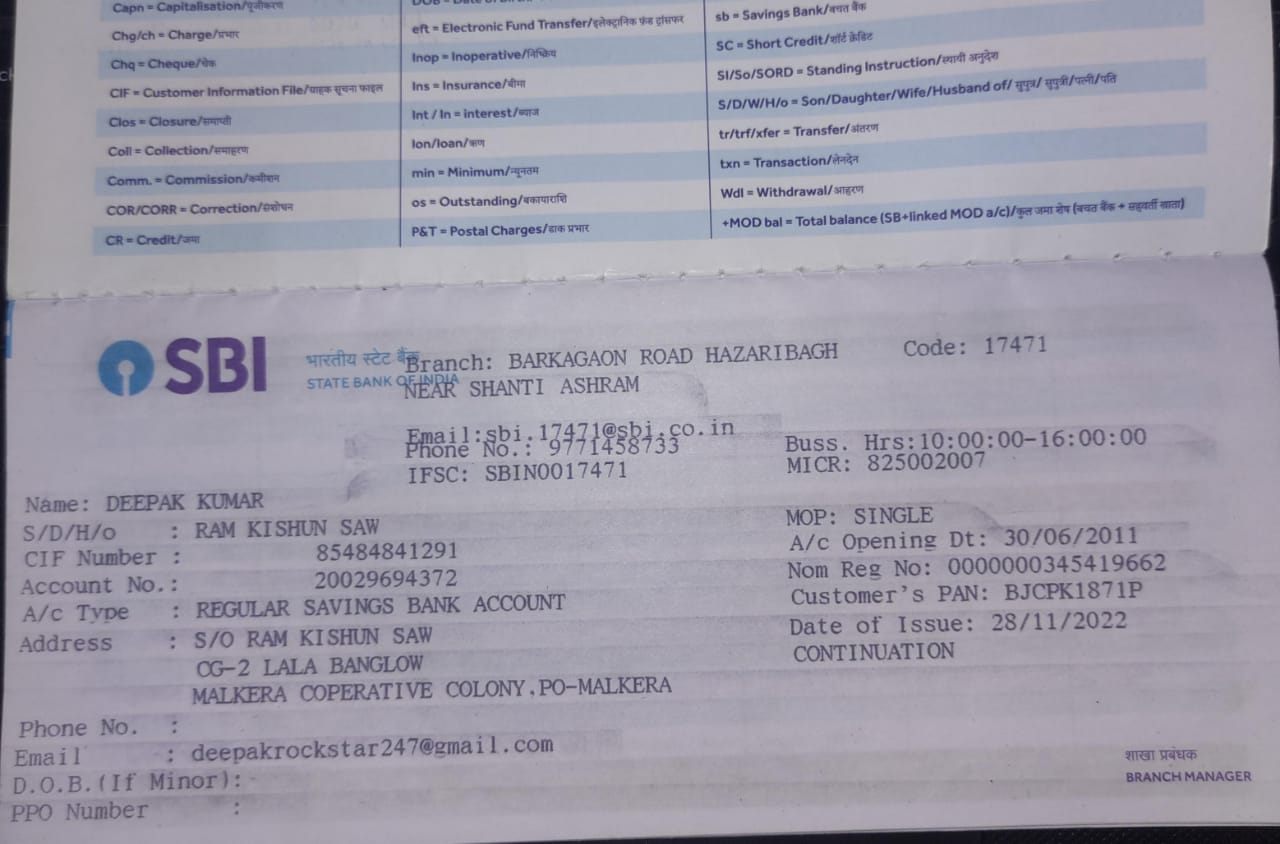 Capn = Capitalisation/पूंजीकरण
Chg/ch = Charge/प्रभार
Chq = Cheque/चेक
CIF = Customer Information File/ग्राहक सूचना फाइल
Clos = Closure/समाप्ती
Coll = Collection/समाहरण
Comm. = Commission/कमीशन
COR/CORR = Correction/संशोधन
CR = Credit/जमा
eft = Electronic Fund Transfer/इलेक्ट्रानिक फंड ट्रांसफर
Inop = Inoperative/निष्क्रिय
Ins = Insurance/बीमा
Int / In = interest/ब्याज
lon/loan/ऋण
min = Minimum/न्यूनतम
os = Outstanding/बकायाराशि
P&T = Postal Charges/डाक प्रभार
sb = Savings Bank/बचत बैंक
SC = Short Credit/शॉर्ट क्रेडिट
SI/So/SORD = Standing Instruction/स्थायी अनुदेश
S/D/W/H/o = Son/Daughter/Wife/Husband of/ सुपुत्र/ सुपुत्री/पत्नी/पति
tr/trf/xfer = Transfer/अंतरण
txn = Transaction/लेनदेन
Wdl = Withdrawal/आहरण
+MOD bal = Total balance (SB+linked MOD a/c)/कुल जमा शेष (बचत बैंक + सहवर्ती खाता)
SBI
भारतीय स्टेट बैंक
STATE BANK OF INDIA
Branch: BARKAGAON ROAD HAZARIBAGH Code: 17471
NEAR SHANTI ASHRAM
Email:sbi.17471@sbi.co.in
Phone No.: 9771458733 Buss. Hrs:10:00:00-16:00:00
IFSC: SBIN0017471 MICR: 825002007
Name: DEEPAK KUMAR
S/D/H/o : RAM KISHUN SAW MOP: SINGLE
CIF Number : 85484841291 A/c Opening Dt: 30/06/2011
Account No.: 20029694372 Nom Reg No: 0000000345419662
A/c Type : REGULAR SAVINGS BANK ACCOUNT Customer's PAN: BJCPK1871P
Address : S/O RAM KISHUN SAW Date of Issue: 28/11/2022
OG-2 LALA BANGLOW CONTINUATION
MALKERA COPERATIVE COLONY,PO-MALKERA
Phone No. :
Email : deepakrockstar247@gmail.com
D.O.B.(If Minor):-
PPO Number :
शाखा प्रबंधक
BRANCH MANAGER